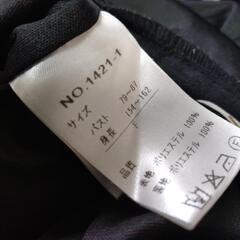 NO.1421-1
サイズ F
バスト 79～87
身長 154～162
品質
表地 ポリエステル 100%
裏地 ポリエステル 100%